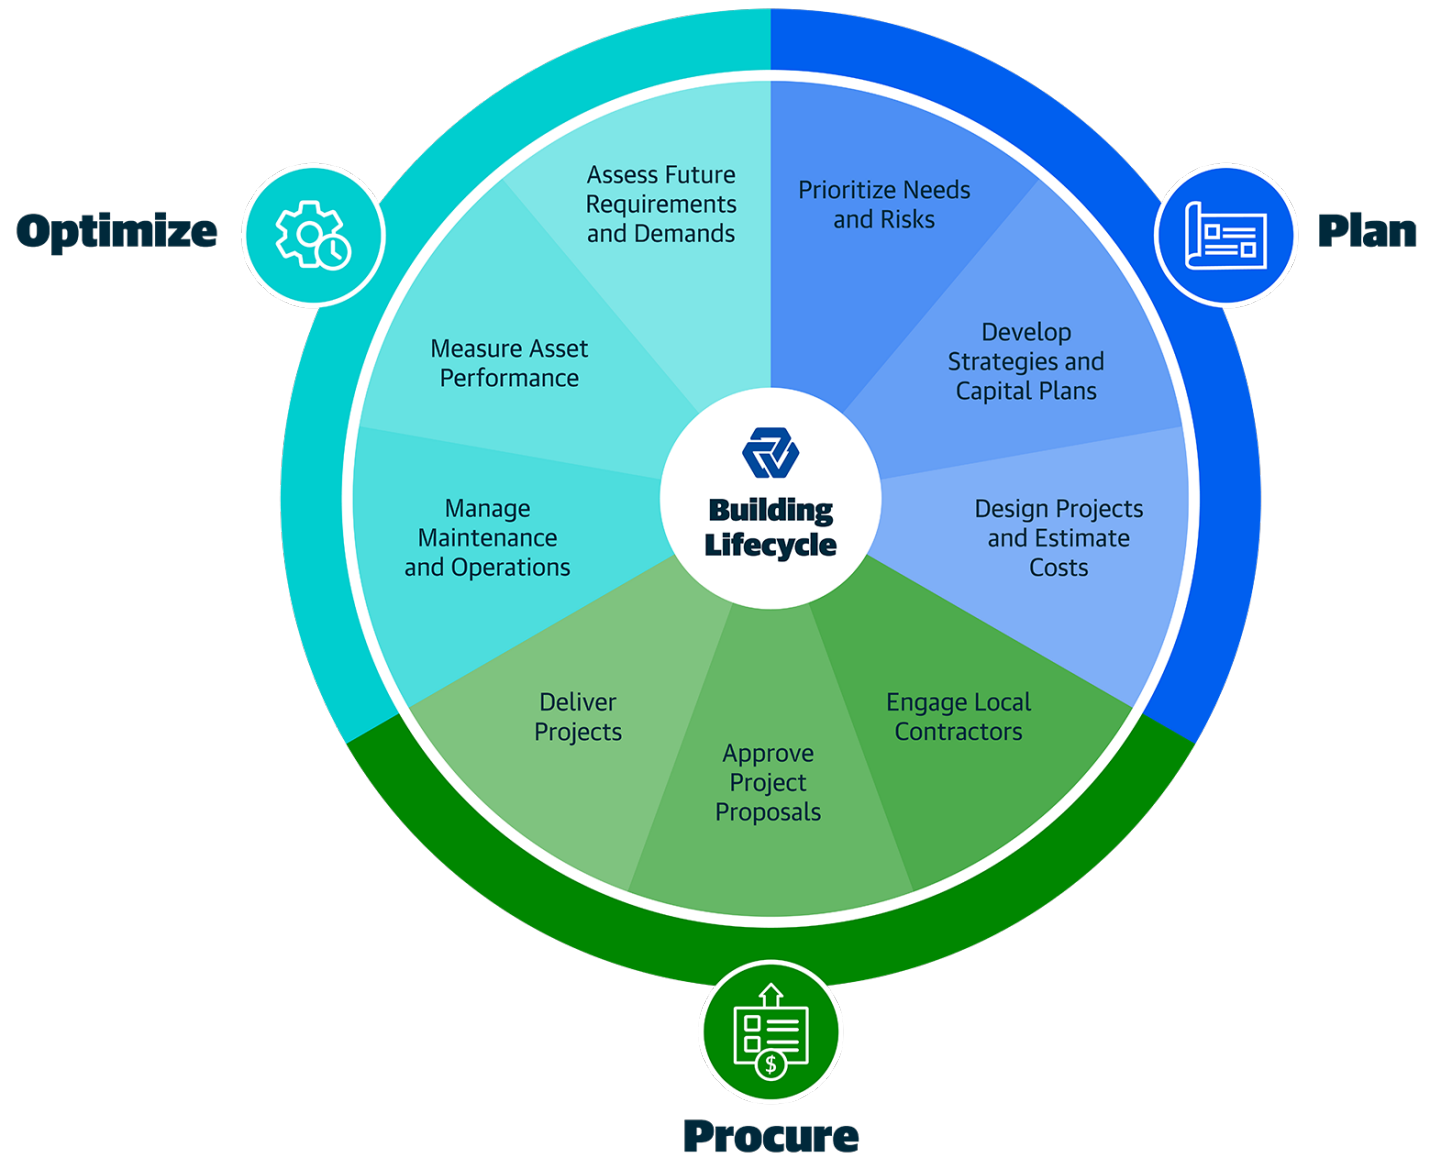 Optimize
Plan
Procure
Building
Lifecycle
Prioritize Needs
and Risks
Develop
Strategies and
Capital Plans
Design Projects
and Estimate
Costs
Engage Local
Contractors
Approve
Project
Proposals
Deliver
Projects
Manage
Maintenance
and Operations
Measure Asset
Performance
Assess Future
Requirements
and Demands
$